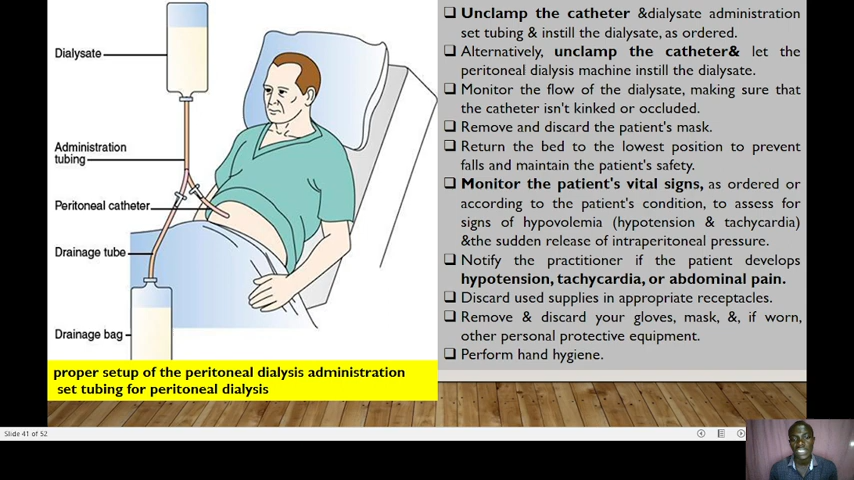 Dialysate
Administration
tubing
Peritoneal catheter
Drainage tube
Drainage bag
proper setup of the peritoneal dialysis administration
set tubing for peritoneal dialysis
❑ Unclamp the catheter &dialysate administration
set tubing & instill the dialysate, as ordered.
❑ Alternatively, unclamp the catheter& let the
peritoneal dialysis machine instill the dialysate.
❑ Monitor the flow of the dialysate, making sure that
the catheter isn't kinked or occluded.
❑ Remove and discard the patient's mask.
❑ Return the bed to the lowest position to prevent
falls and maintain the patient's safety.
❑ Monitor the patient's vital signs, as ordered or
according to the patient's condition, to assess for
signs of hypovolemia (hypotension & tachycardia)
&the sudden release of intraperitoneal pressure.
❑ Notify the practitioner if the patient develops
hypotension, tachycardia, or abdominal pain.
❑ Discard used supplies in appropriate receptacles.
❑ Remove & discard your gloves, mask, &, if worn,
other personal protective equipment.
❑ Perform hand hygiene.
Slide 41 of 52